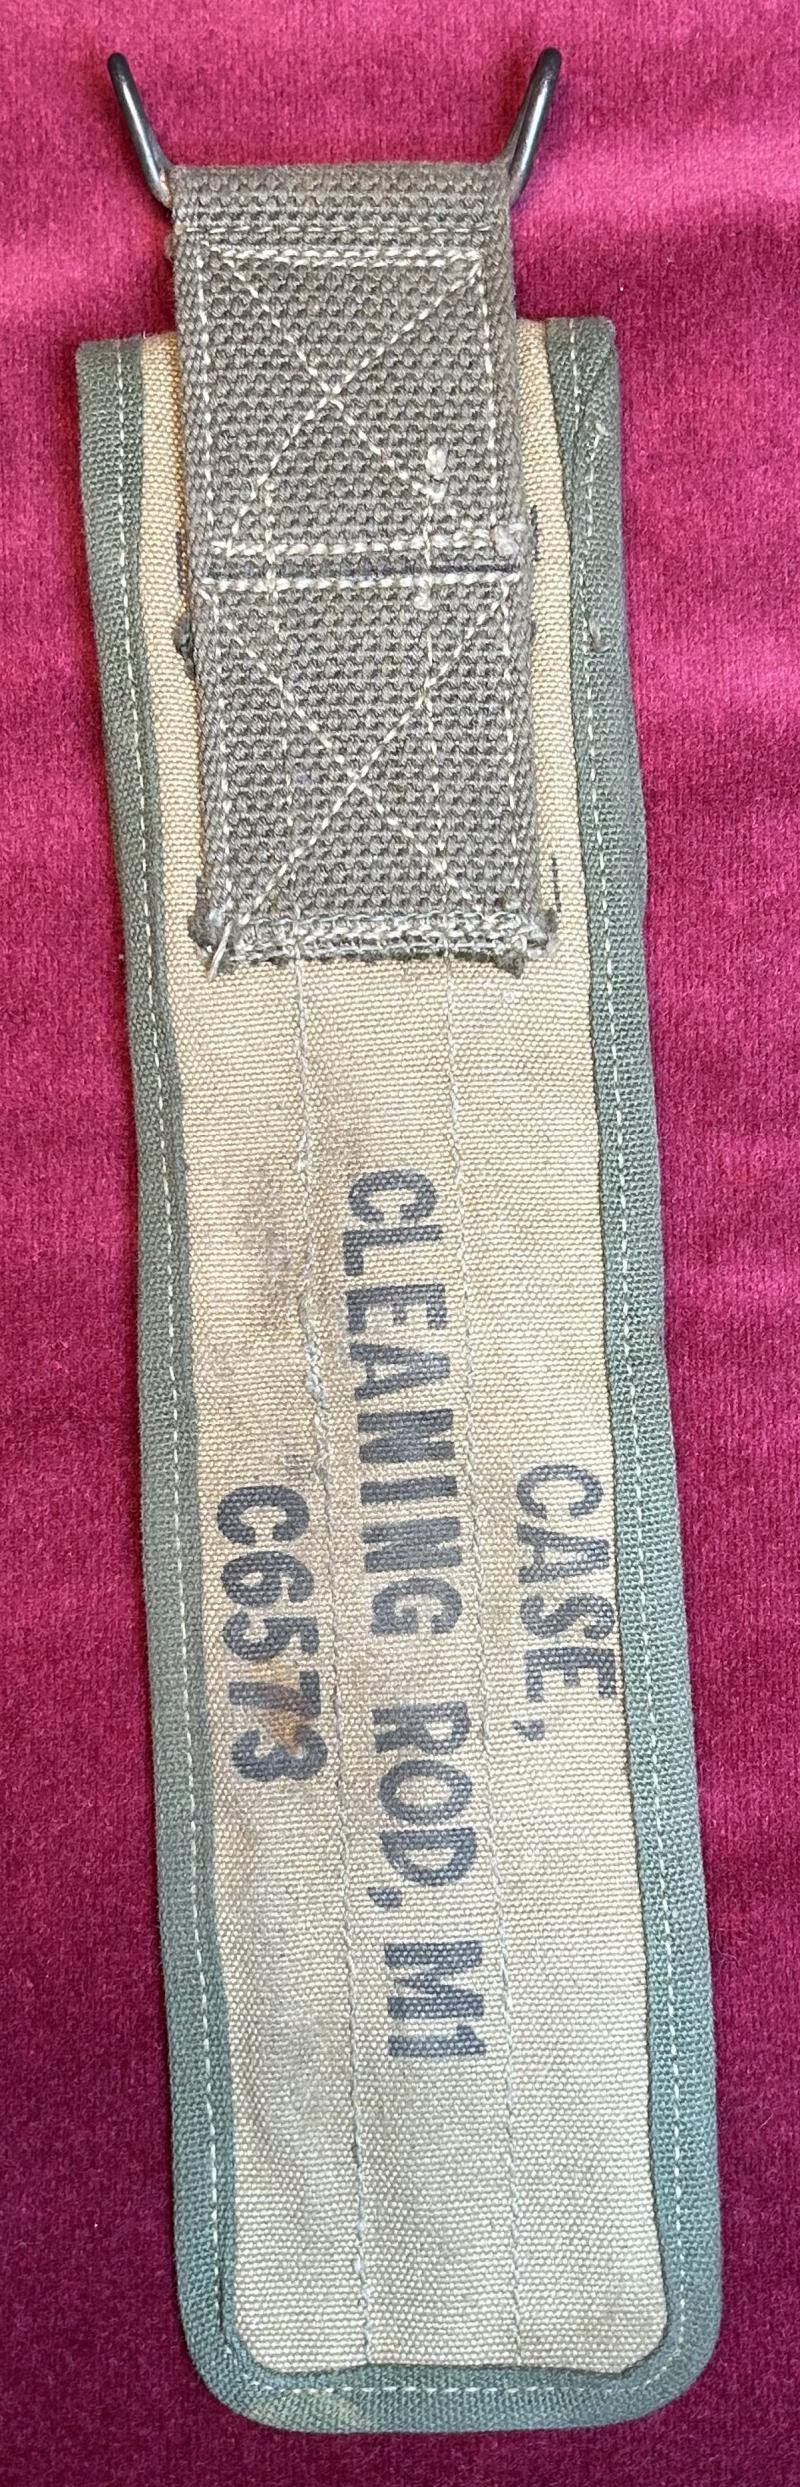 CASE,
CLEANING ROD, M1
C6573